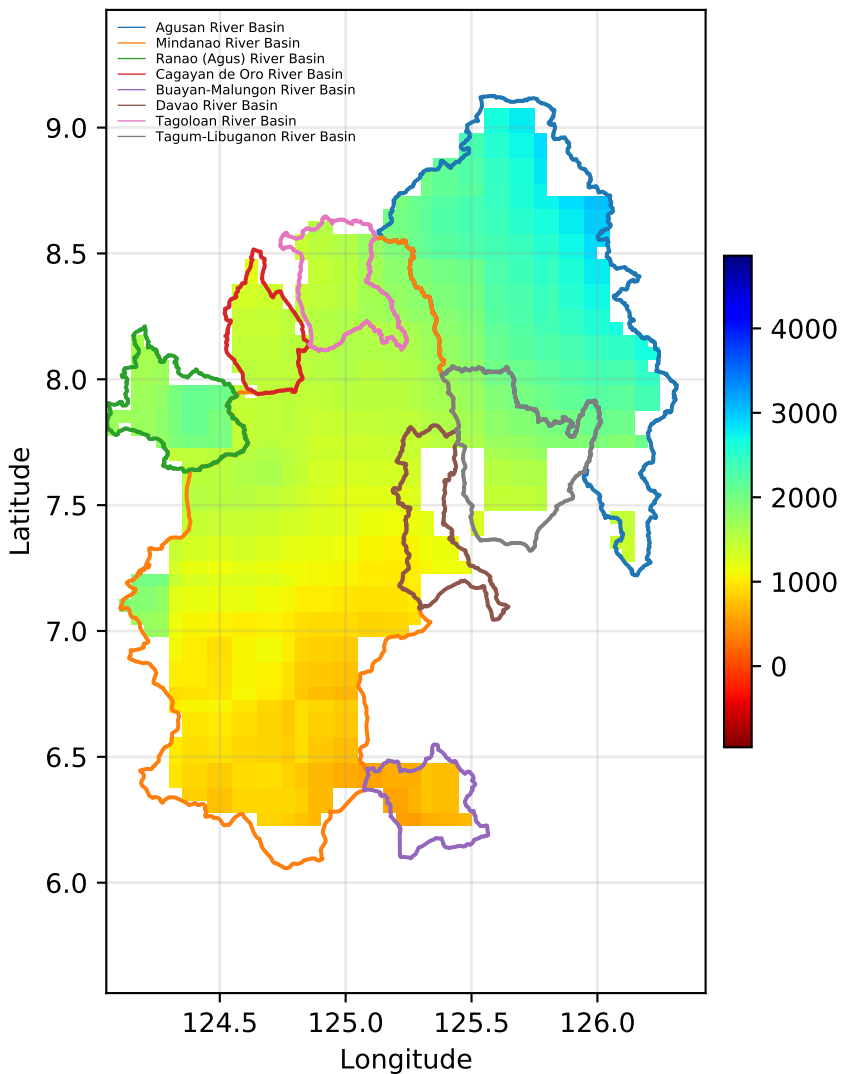 Agusan River Basin
Mindanao River Basin
Ranao (Agus) River Basin
Cagayan de Oro River Basin
Buayan-Malungon River Basin
Davao River Basin
Tagoloan River Basin
Tagum-Libuganon River Basin
9.0
8.5
8.0
7.5
7.0
6.5
6.0
Latitude
124.5 125.0 125.5 126.0
Longitude
4000
3000
2000
1000
0